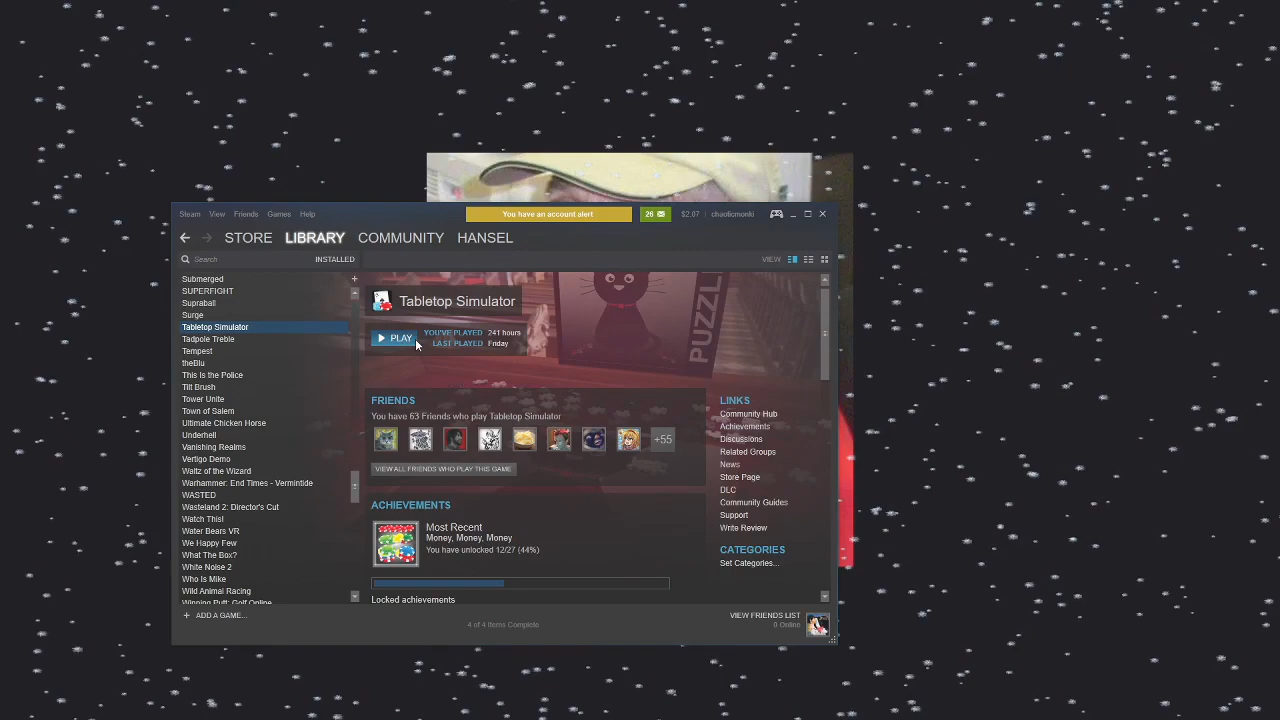 Steam View Friends Games Help
You have an account alert
26
$2.07 chaoticmonki
STORE LIBRARY COMMUNITY HANSEL
Search INSTALLED
VIEW
Submerged
SUPERFIGHT
Supraball
Surge
Tabletop Simulator
Tadpole Treble
Tempest
theBlu
This Is the Police
Tilt Brush
Tower Unite
Town of Salem
Ultimate Chicken Horse
Underhell
Vanishing Realms
Vertigo Demo
Waltz of the Wizard
Warhammer: End Times - Vermintide
WASTED
Wasteland 2: Director's Cut
Watch This!
Water Bears VR
We Happy Few
What The Box?
White Noise 2
Who Is Mike
Wild Animal Racing
Winning Putt: Golf Online
ADD A GAME...
Tabletop Simulator
PLAY
YOU'VE PLAYED 241 hours
LAST PLAYED Friday
PUZZL
FRIENDS
You have 63 Friends who play Tabletop Simulator
+55
VIEW ALL FRIENDS WHO PLAY THIS GAME
ACHIEVEMENTS
Most Recent
Money, Money, Money
You have unlocked 12/27 (44%)
Locked achievements
LINKS
Community Hub
Achievements
Discussions
Related Groups
News
Store Page
DLC
Community Guides
Support
Write Review
CATEGORIES
Set Categories...
4 of 4 Items Complete
VIEW FRIENDS LIST
0 Online